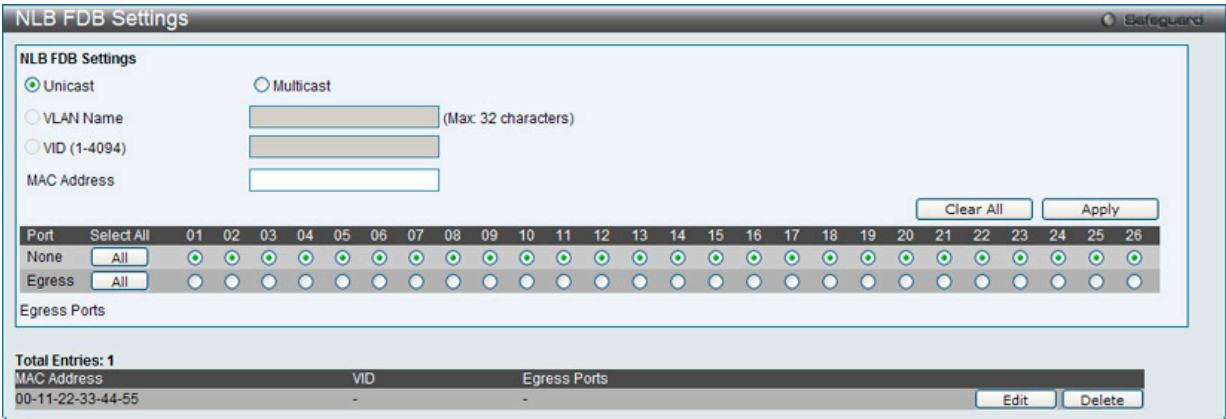 NLB FDB Settings Safeguard
NLB FDB Settings
Unicast Multicast
VLAN Name (Max: 32 characters)
VID (1-4094)
MAC Address
Clear All Apply
Port Select All 01 02 03 04 05 06 07 08 09 10 11 12 13 14 15 16 17 18 19 20 21 22 23 24 25 26
None All
Egress All
Egress Ports
Total Entries: 1
MAC Address VID Egress Ports
00-11-22-33-44-55 - - Edit Delete